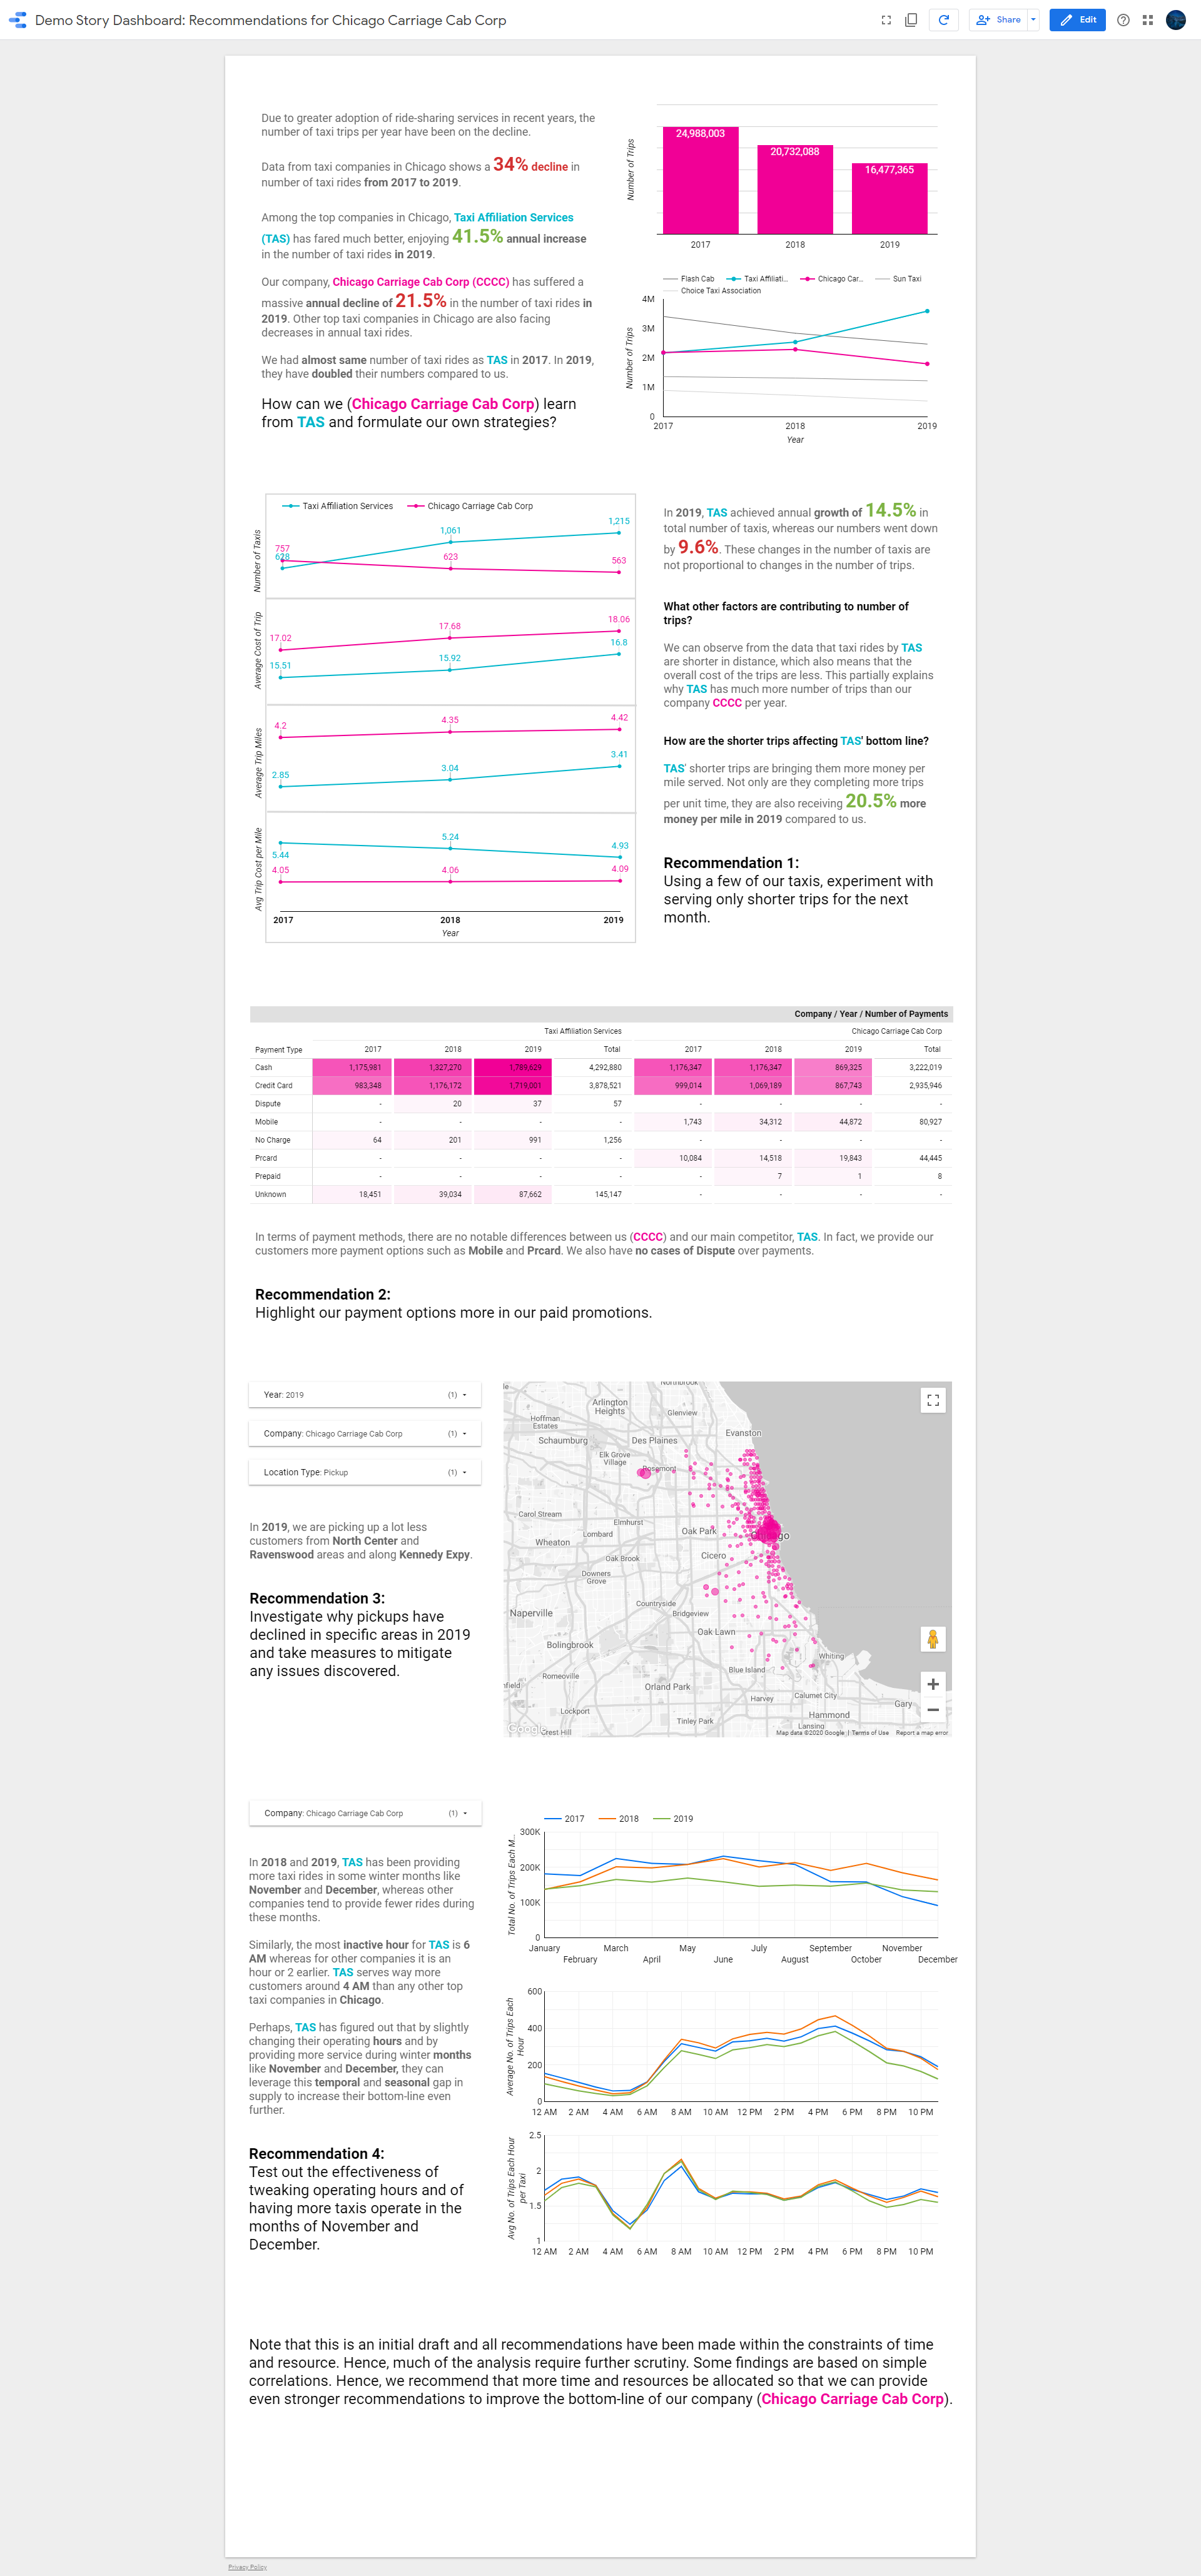 Demo Story Dashboard: Recommendations for Chicago Carriage Cab Corp
Share
Edit
Due to greater adoption of ride-sharing services in recent years, the
number of taxi trips per year have been on the decline.
Data from taxi companies in Chicago shows a 34% decline in
number of taxi rides from 2017 to 2019.
Among the top companies in Chicago, Taxi Affiliation Services
(TAS) has fared much better, enjoying 41.5% annual increase
in the number of taxi rides in 2019.
Our company, Chicago Carriage Cab Corp (CCCC) has suffered a
massive annual decline of 21.5% in the number of taxi rides in
2019. Other top taxi companies in Chicago are also facing
decreases in annual taxi rides.
We had almost same number of taxi rides as TAS in 2017. In 2019,
they have doubled their numbers compared to us.
How can we (Chicago Carriage Cab Corp) learn
from TAS and formulate our own strategies?
Number of Trips
24,988,003
20,732,088
16,477,365
2017 2018 2019
Flash Cab Taxi Affiliati... Chicago Car... Sun Taxi
Choice Taxi Association
Number of Trips
4M
3M
2M
1M
0
2017 2018 2019
Year
Taxi Affiliation Services Chicago Carriage Cab Corp
Number of Taxis
1,215
1,061
757
628
623
563
Average Cost of Trip
18.06
17.68
17.02
16.8
15.92
15.51
Average Trip Miles
4.42
4.35
4.2
3.41
3.04
2.85
Avg Trip Cost per Mile
5.24
4.93
5.44
4.05
4.06
4.09
2017 2018 2019
Year
In 2019, TAS achieved annual growth of 14.5% in
total number of taxis, whereas our numbers went down
by 9.6%. These changes in the number of taxis are
not proportional to changes in the number of trips.
What other factors are contributing to number of
trips?
We can observe from the data that taxi rides by TAS
are shorter in distance, which also means that the
overall cost of the trips are less. This partially explains
why TAS has much more number of trips than our
company CCCC per year.
How are the shorter trips affecting TAS' bottom line?
TAS' shorter trips are bringing them more money per
mile served. Not only are they completing more trips
per unit time, they are also receiving 20.5% more
money per mile in 2019 compared to us.
Recommendation 1:
Using a few of our taxis, experiment with
serving only shorter trips for the next
month.
Company / Year / Number of Payments
Taxi Affiliation Services Chicago Carriage Cab Corp
Payment Type 2017 2018 2019 Total 2017 2018 2019 Total
Cash 1,175,981 1,327,270 1,789,629 4,292,880 1,176,347 1,176,347 869,325 3,222,019
Credit Card 983,348 1,176,172 1,719,001 3,878,521 999,014 1,069,189 867,743 2,935,946
Dispute - 20 37 57 - - - -
Mobile - - - - 1,743 34,312 44,872 80,927
No Charge 64 201 991 1,256 - - - -
Prcard - - - - 10,084 14,518 19,843 44,445
Prepaid - - - - - 7 1 8
Unknown 18,451 39,034 87,662 145,147 - - - -
In terms of payment methods, there are no notable differences between us (CCCC) and our main competitor, TAS. In fact, we provide our
customers more payment options such as Mobile and Prcard. We also have no cases of Dispute over payments.
Recommendation 2:
Highlight our payment options more in our paid promotions.
Year: 2019 (1)
Company: Chicago Carriage Cab Corp (1)
Location Type: Pickup (1)
In 2019, we are picking up a lot less
customers from North Center and
Ravenswood areas and along Kennedy Expy.
Recommendation 3:
Investigate why pickups have
declined in specific areas in 2019
and take measures to mitigate
any issues discovered.
Northbrook
Arlington
Heights
Glenview
Hoffman
Estates
Evanston
Schaumburg
Des Plaines
Elk Grove
Village
Rosemont
Carol Stream
Elmhurst
Lombard
Oak Park
Chicago
Wheaton
Oak Brook
Cicero
Downers
Grove
Countryside
Bridgeview
Naperville
Oak Lawn
Bolingbrook
Whiting
Blue Island
Romeoville
Orland Park
Calumet City
Harvey
Gary
Lockport
Hammond
Tinley Park
Lansing
Google
Crest Hill
Map data ©2020 Google Terms of Use Report a map error
Company: Chicago Carriage Cab Corp (1)
In 2018 and 2019, TAS has been providing
more taxi rides in some winter months like
November and December, whereas other
companies tend to provide fewer rides during
these months.
Similarly, the most inactive hour for TAS is 6
AM whereas for other companies it is an
hour or 2 earlier. TAS serves way more
customers around 4 AM than any other top
taxi companies in Chicago.
Perhaps, TAS has figured out that by slightly
changing their operating hours and by
providing more service during winter months
like November and December, they can
leverage this temporal and seasonal gap in
supply to increase their bottom-line even
further.
Recommendation 4:
Test out the effectiveness of
tweaking operating hours and of
having more taxis operate in the
months of November and
December.
2017 2018 2019
Total No. of Trips Each M...
300K
200K
100K
0
January March May July September November
February April June August October December
Average No. of Trips Each
Hour
600
400
200
0
12 AM 2 AM 4 AM 6 AM 8 AM 10 AM 12 PM 2 PM 4 PM 6 PM 8 PM 10 PM
Avg No. of Trips Each Hour
per Taxi
2.5
2
1.5
1
12 AM 2 AM 4 AM 6 AM 8 AM 10 AM 12 PM 2 PM 4 PM 6 PM 8 PM 10 PM
Note that this is an initial draft and all recommendations have been made within the constraints of time
and resource. Hence, much of the analysis require further scrutiny. Some findings are based on simple
correlations. Hence, we recommend that more time and resources be allocated so that we can provide
even stronger recommendations to improve the bottom-line of our company (Chicago Carriage Cab Corp).
Privacy Policy